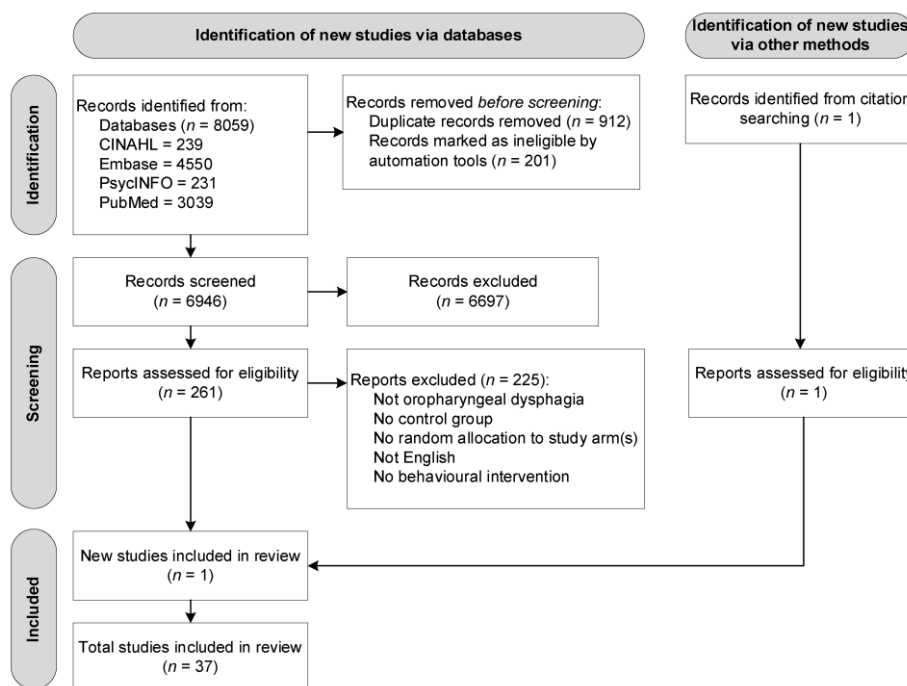 Identification of new studies via databases
Identification of new studies
via other methods
Identification
Records identified from:
Databases (n = 8059)
CINAHL = 239
Embase = 4550
PsycINFO = 231
PubMed = 3039
Records removed before screening:
Duplicate records removed (n = 912)
Records marked as ineligible by
automation tools (n = 201)
Records identified from citation
searching (n = 1)
Screening
Records screened
(n = 6946)
Records excluded
(n = 6697)
Reports assessed for eligibility
(n = 261)
Reports excluded (n = 225):
Not oropharyngeal dysphagia
No control group
No random allocation to study arm(s)
Not English
No behavioural intervention
Reports assessed for eligibility
(n = 1)
Included
New studies included in review
(n = 1)
Total studies included in review
(n = 37)